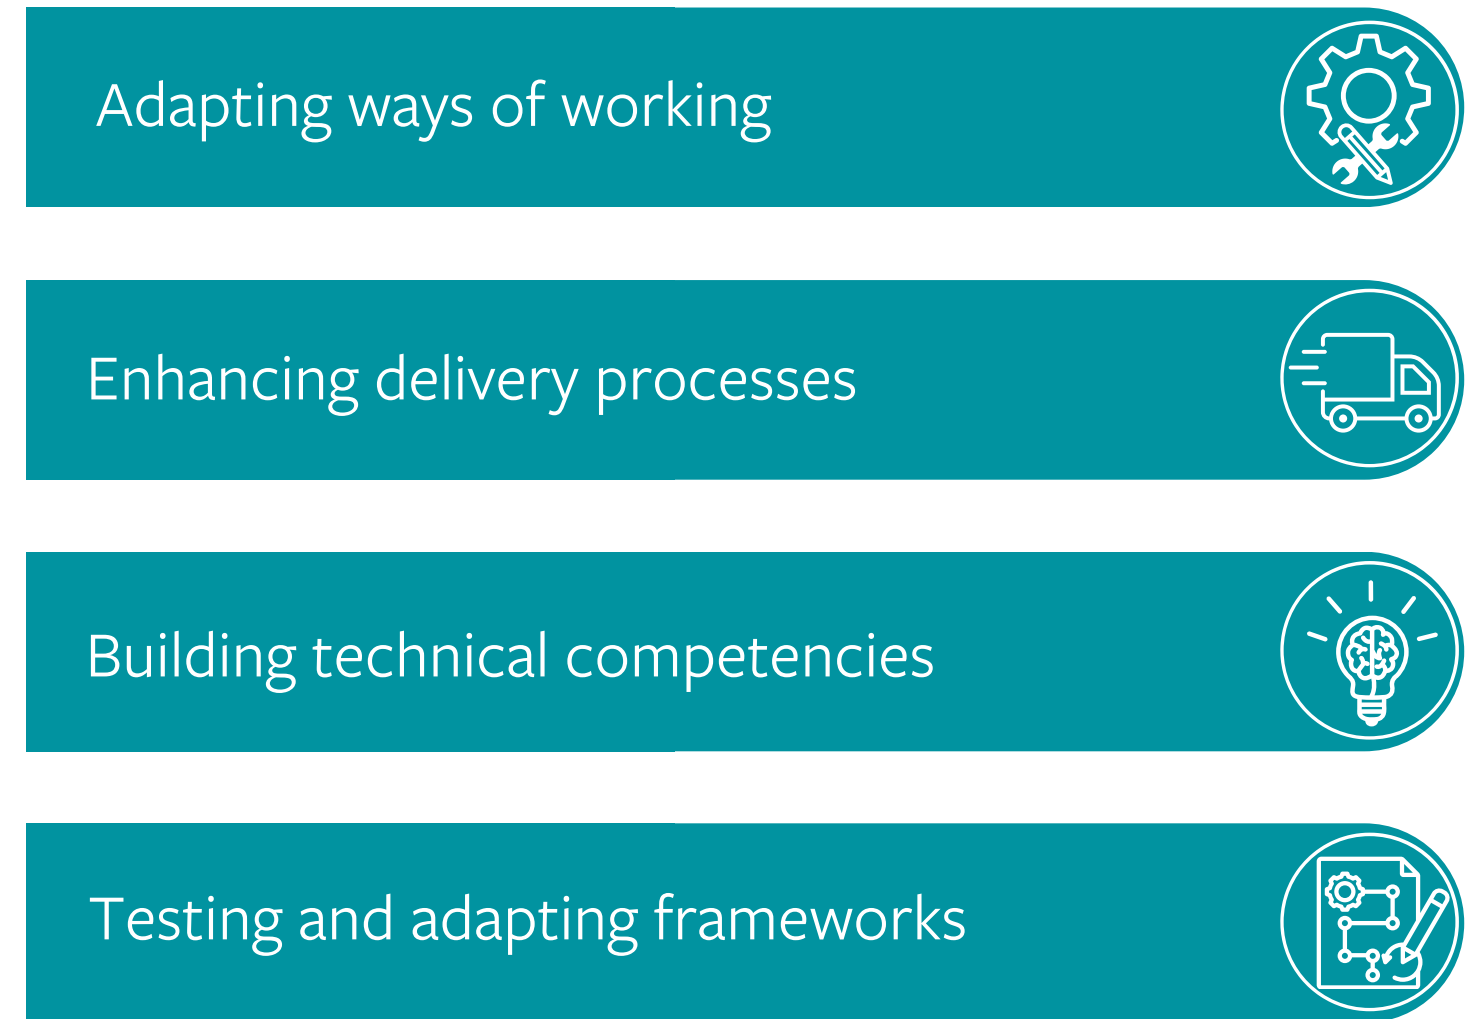 Adapting ways of working
Enhancing delivery processes
Building technical competencies
Testing and adapting frameworks